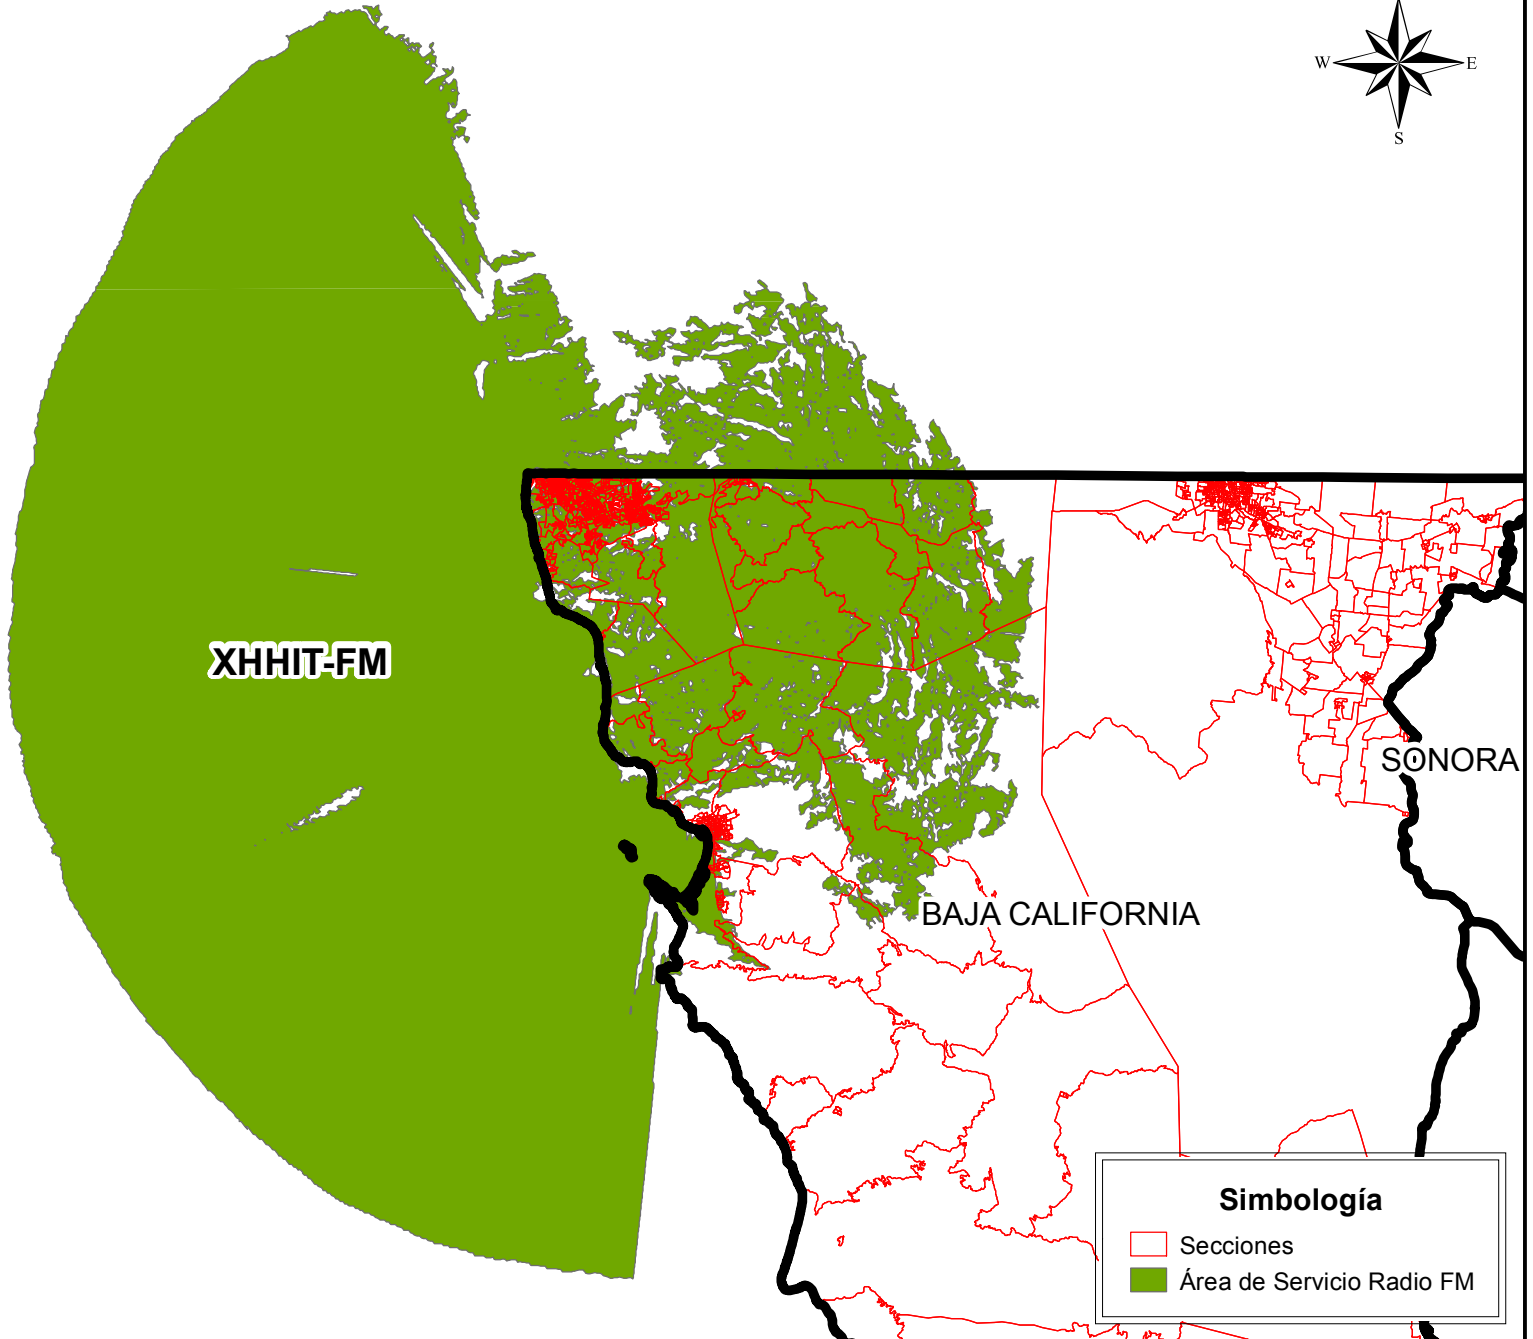 W E
S
XHHIT-FM
SONORA
BAJA CALIFORNIA
Simbología
Secciones
Área de Servicio Radio FM